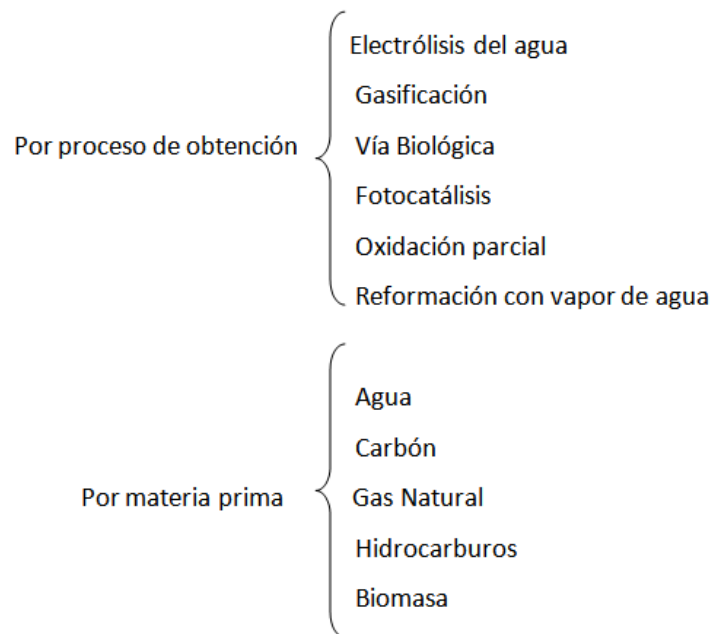 Por proceso de obtención
Electrólisis del agua
Gasificación
Vía Biológica
Fotocatálisis
Oxidación parcial
Reformación con vapor de agua
Por materia prima
Agua
Carbón
Gas Natural
Hidrocarburos
Biomasa